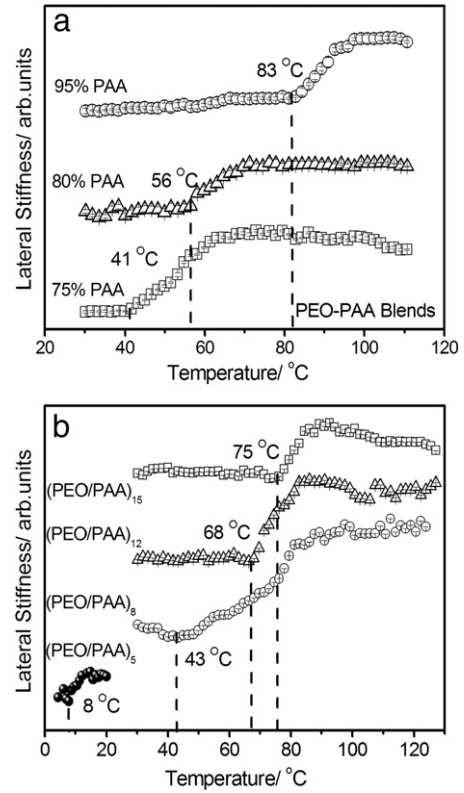 a
83 °C
95% PAA
80% PAA
56 °C
41 °C
75% PAA
PEO-PAA Blends
Lateral Stiffness/ arb.units
20 40 60 80 100 120
Temperature/ °C
b
75 °C
(PEO/PAA)15
(PEO/PAA)12
68 °C
(PEO/PAA)8
(PEO/PAA)5
43 °C
8 °C
Lateral Stiffness/ arb.units
0 20 40 60 80 100 120
Temperature/ °C